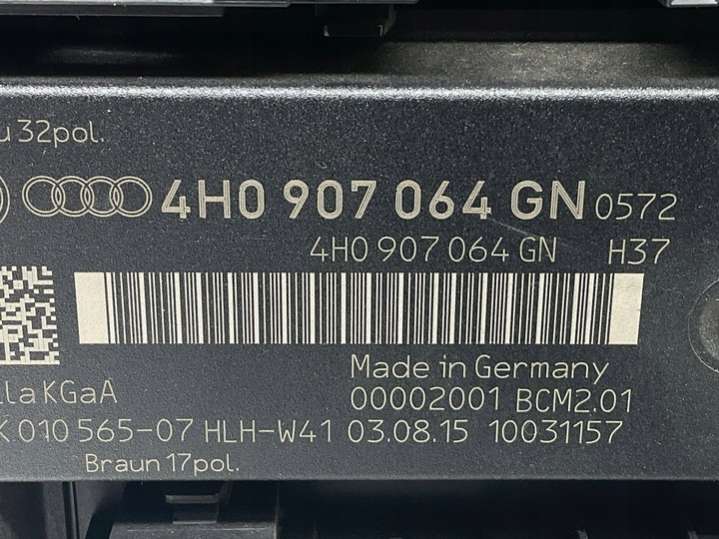 u 32pol.
4H0 907 064 GN 0572
4H0 907 064 GN H37
Made in Germany
lla KGaA
00002001 BCM2.01
K 010 565-07 HLH-W41 03.08.15 10031157
Braun 17pol.